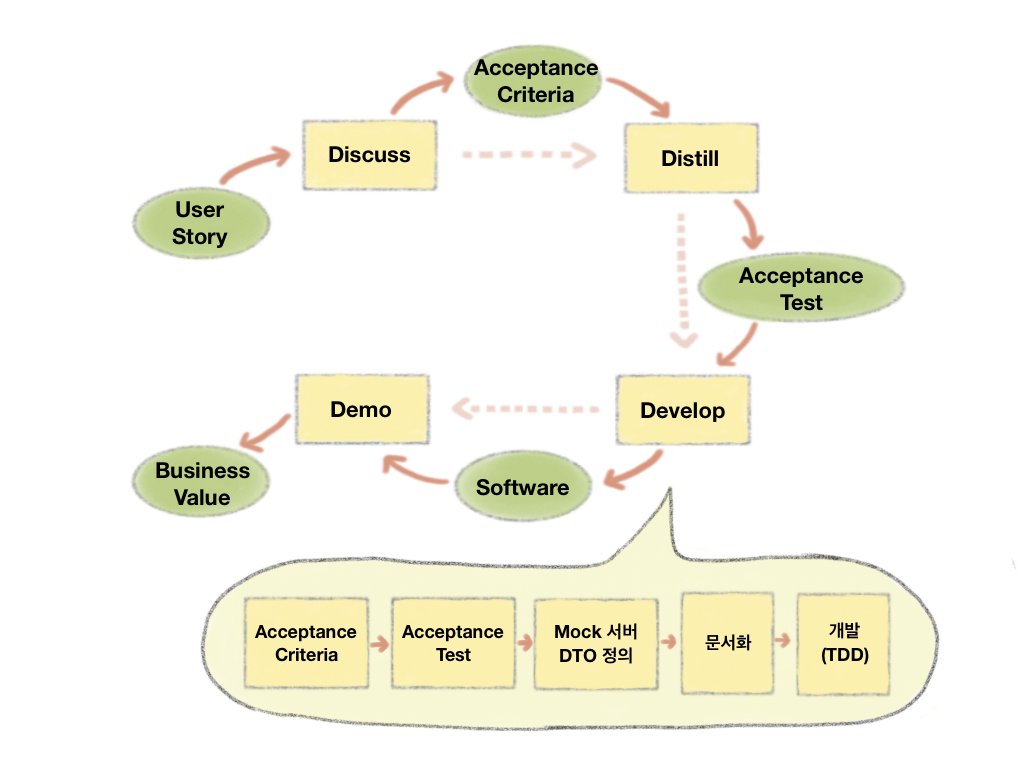 Acceptance
Criteria
Discuss
Distill
User
Story
Acceptance
Test
Demo
Develop
Business
Value
Software
Acceptance
Criteria
Acceptance
Test
Mock 서버
DTO 정의
문서화
개발
(TDD)